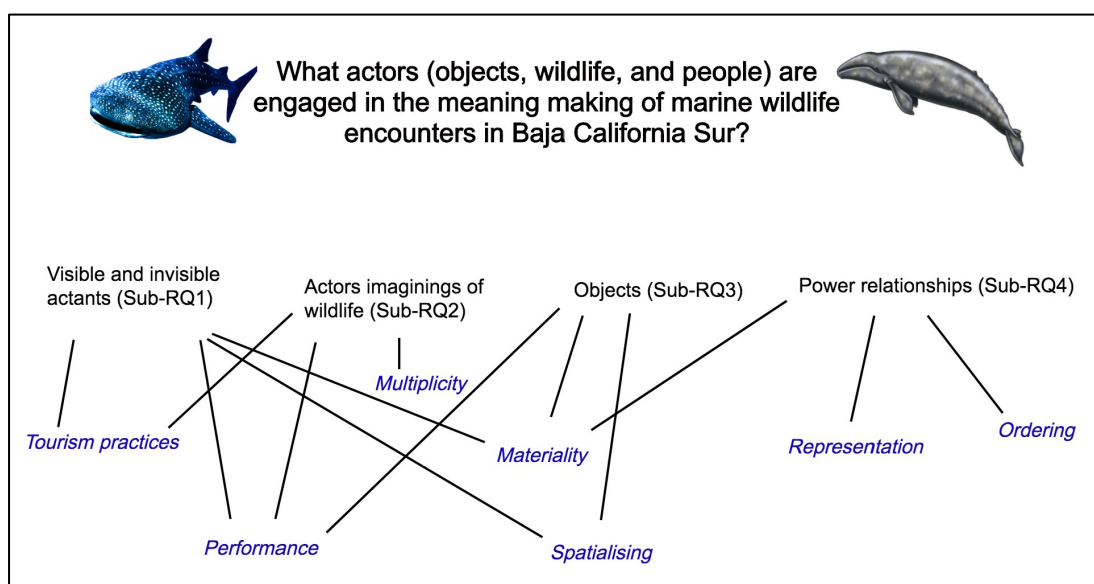 What actors (objects, wildlife, and people) are
engaged in the meaning making of marine wildlife
encounters in Baja California Sur?
Visible and invisible
actants (Sub-RQ1)
Actors imaginings of
wildlife (Sub-RQ2)
Objects (Sub-RQ3)
Power relationships (Sub-RQ4)
Multiplicity
Tourism practices
Materiality
Representation
Ordering
Performance
Spatialising